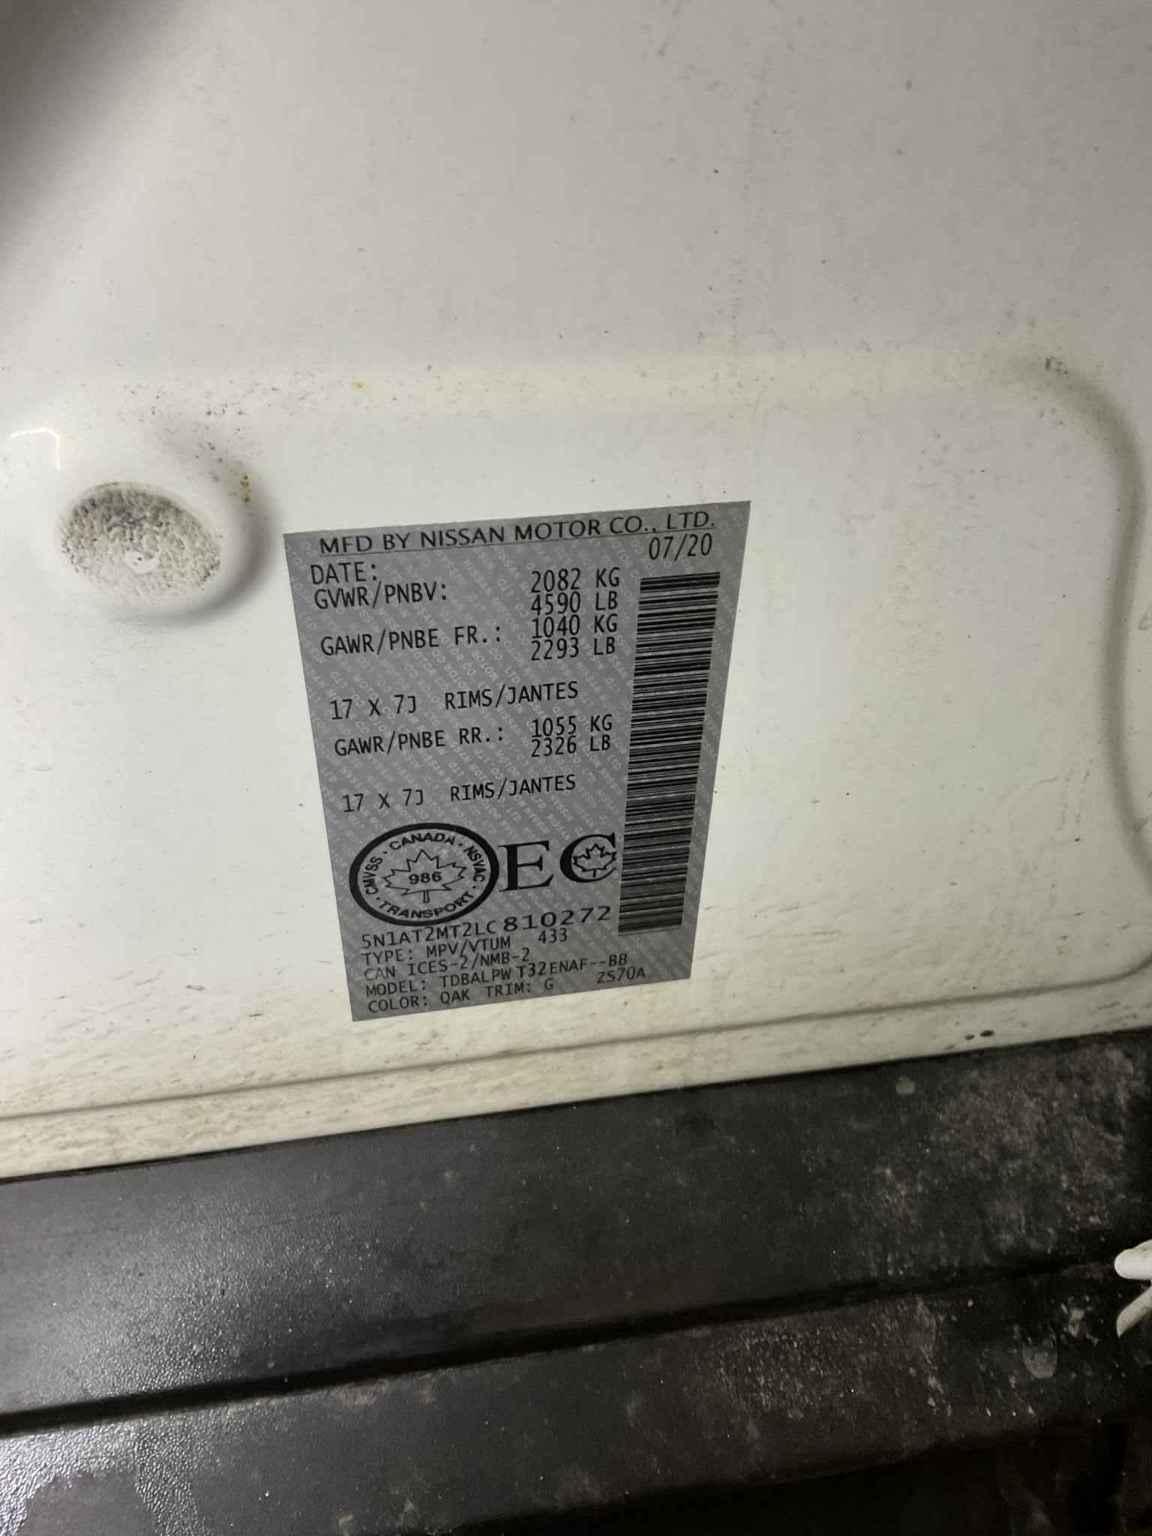 MFD BY NISSAN MOTOR CO., LTD.
DATE: 07/20
GVWR/PNBV: 2082 KG
4590 LB
GAWR/PNBE FR.: 1040 KG
2293 LB
17 X 7J RIMS/JANTES
GAWR/PNBE RR.: 1055 KG
2326 LB
17 X 7J RIMS/JANTES
CMVSS · CANADA · NSVAC · TRANSPORT
986
EC
5N1AT2MT2LC810272
TYPE: MPV/VTUM 433
CAN ICES-2/NMB-2
MODEL: TDBALPW T32ENAF--BB
COLOR: QAK TRIM: G ZS70A